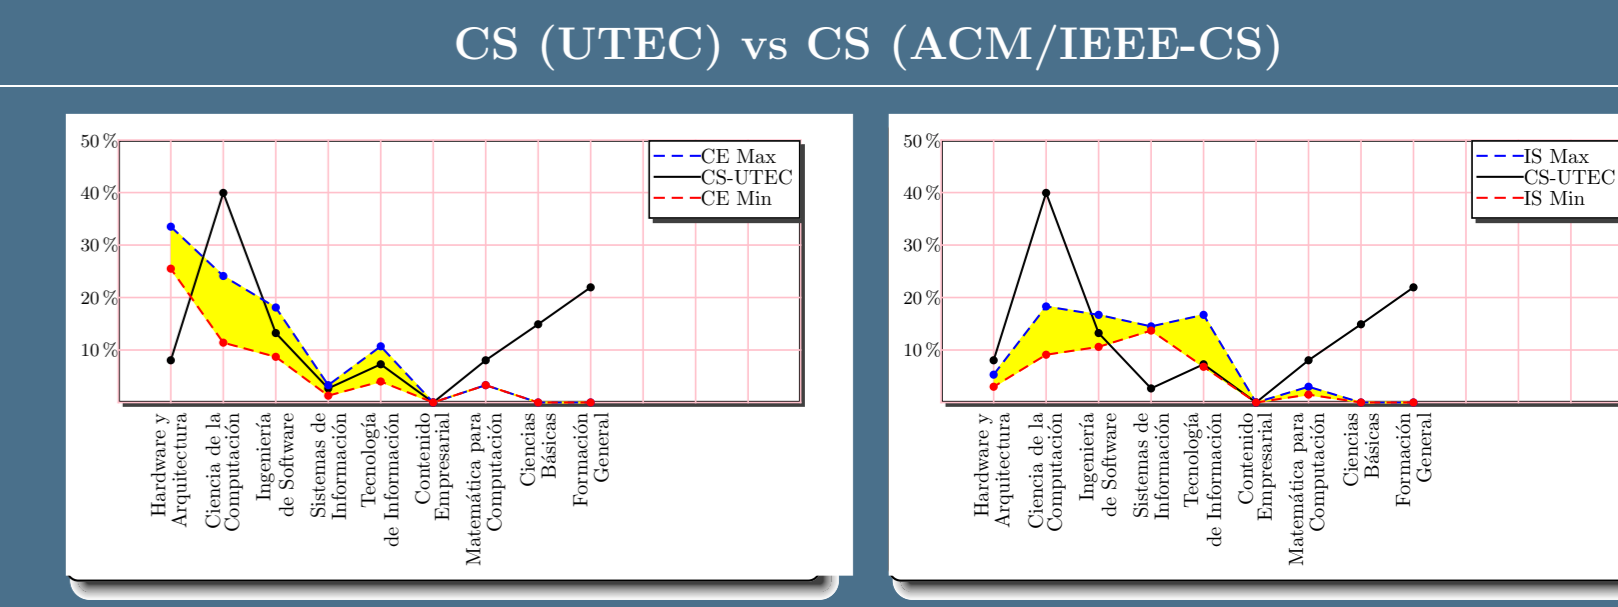 CS (UTEC) vs CS (ACM/IEEE-CS)
50 %
40 %
30 %
20 %
10 %
CE Max
CS-UTEC
CE Min
Hardware y
Arquitectura
Ciencia de la
Computación
Ingeniería
de Software
Sistemas de
Información
Tecnología
de Información
Contenido
Empresarial
Matemática para
Computación
Ciencias
Básicas
Formación
General
50 %
40 %
30 %
20 %
10 %
IS Max
CS-UTEC
IS Min
Hardware y
Arquitectura
Ciencia de la
Computación
Ingeniería
de Software
Sistemas de
Información
Tecnología
de Información
Contenido
Empresarial
Matemática para
Computación
Ciencias
Básicas
Formación
General